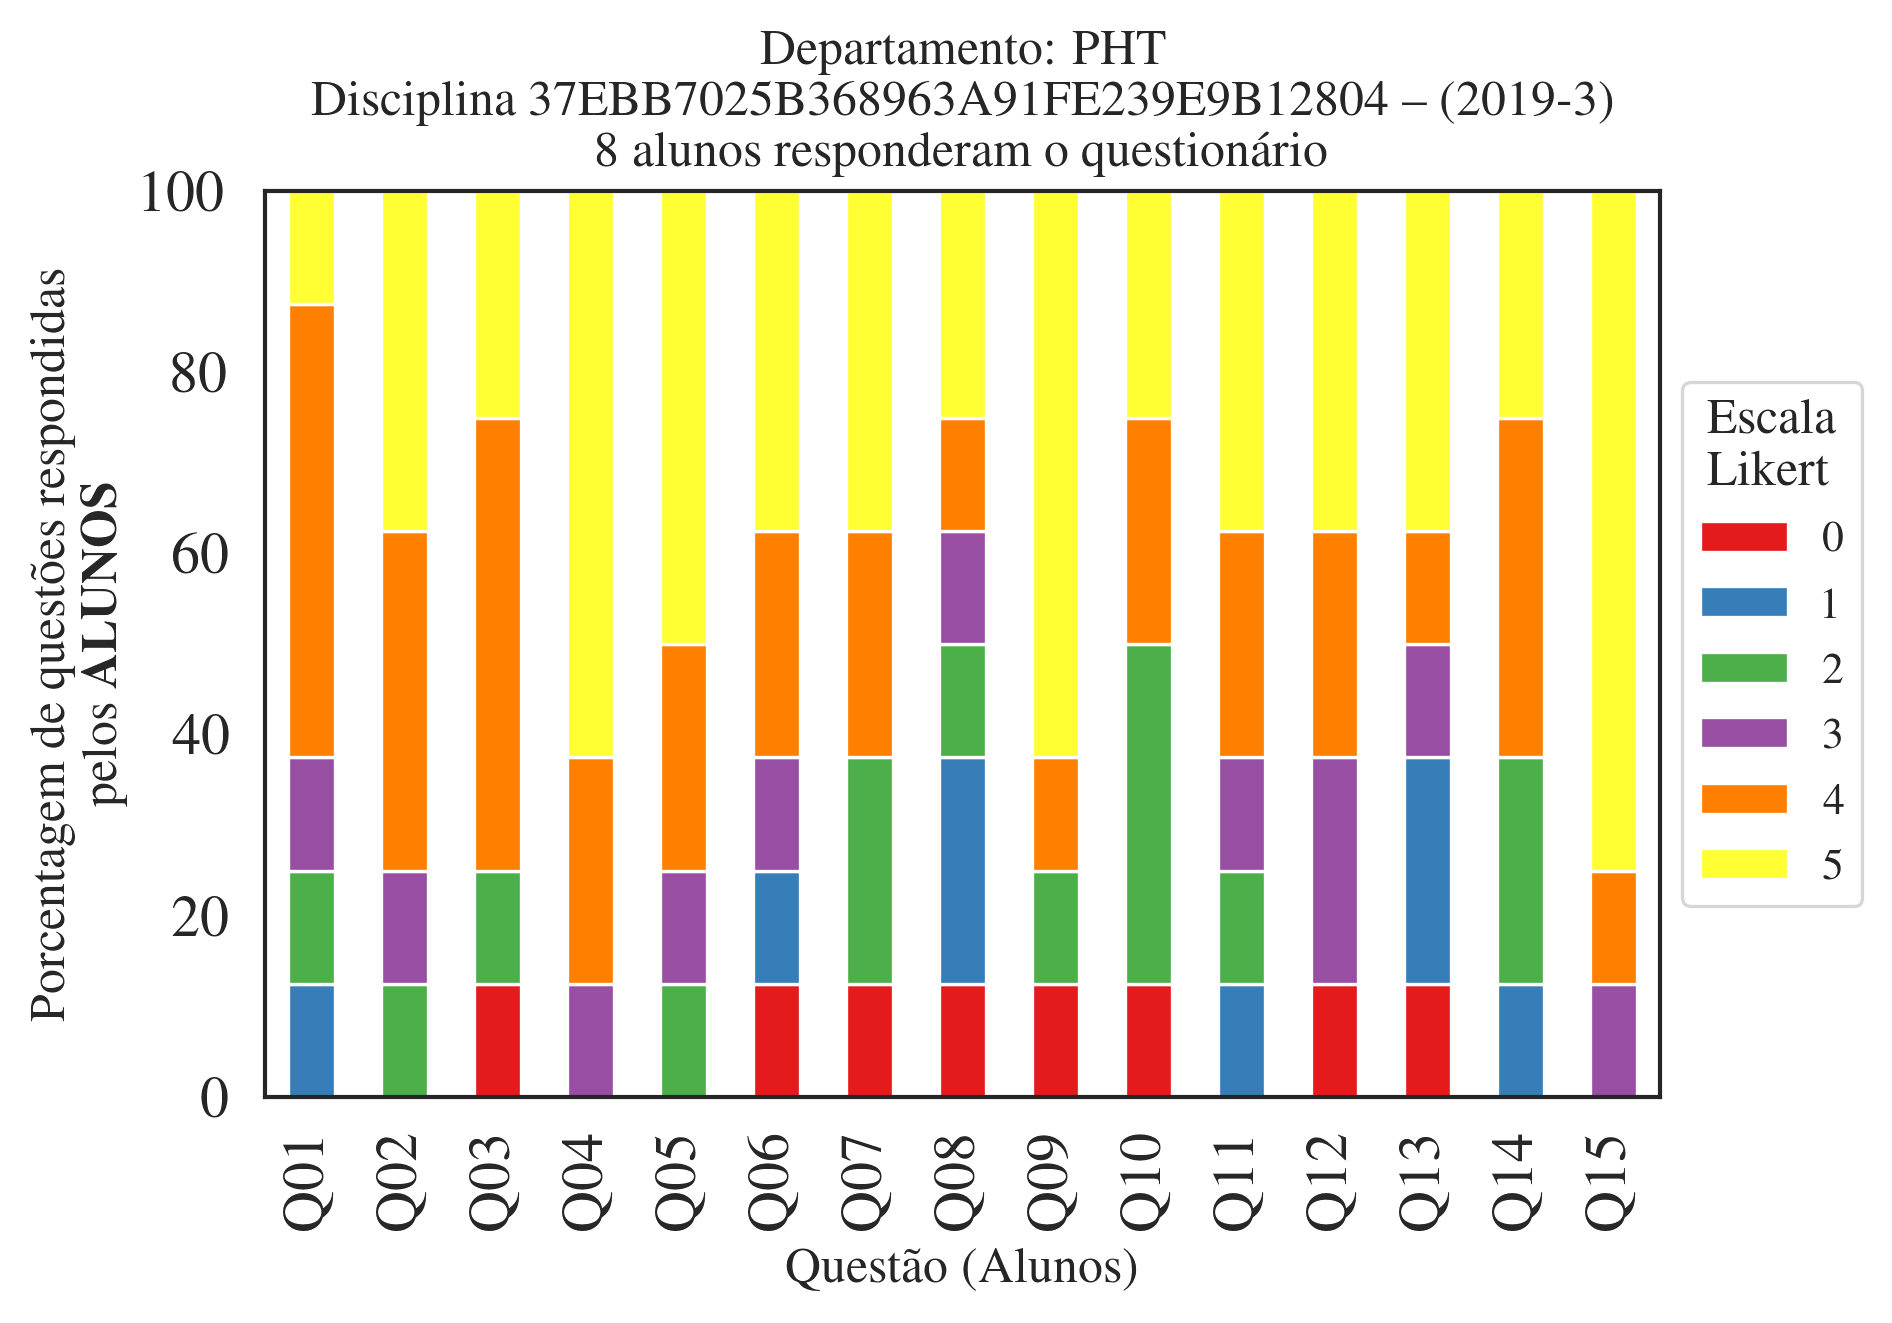 Departamento: PHT
Disciplina 37EBB7025B368963A91FE239E9B12804 – (2019-3)
8 alunos responderam o questionário
Porcentagem de questões respondidas
pelos ALUNOS
100
80
60
40
20
0
Q01
Q02
Q03
Q04
Q05
Q06
Q07
Q08
Q09
Q10
Q11
Q12
Q13
Q14
Q15
Questão (Alunos)
Escala
Likert
0
1
2
3
4
5